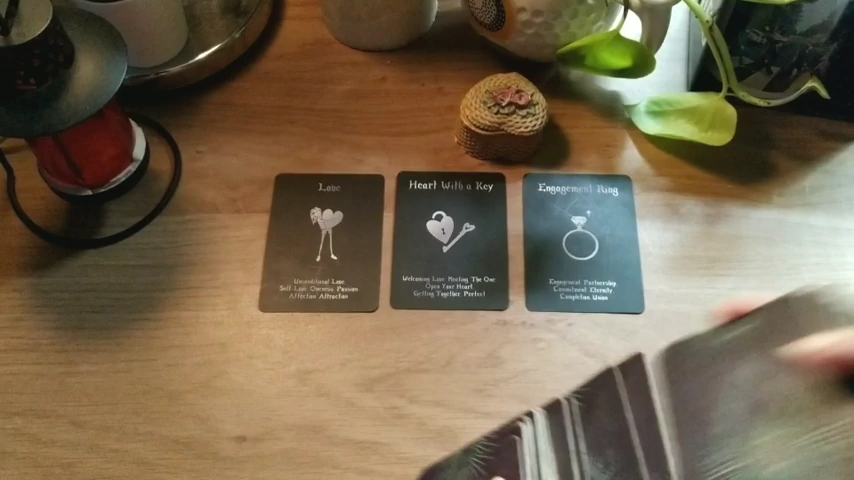 Love
Unconditional Love
Self-Love Oneness Passion
Affection Attraction
Heart With a Key
Welcoming Love Meeting The One
Open Your Heart
Getting Together Perfect
Engagement Ring
Engagement Partnership
Commitment Eternity
Completion Union